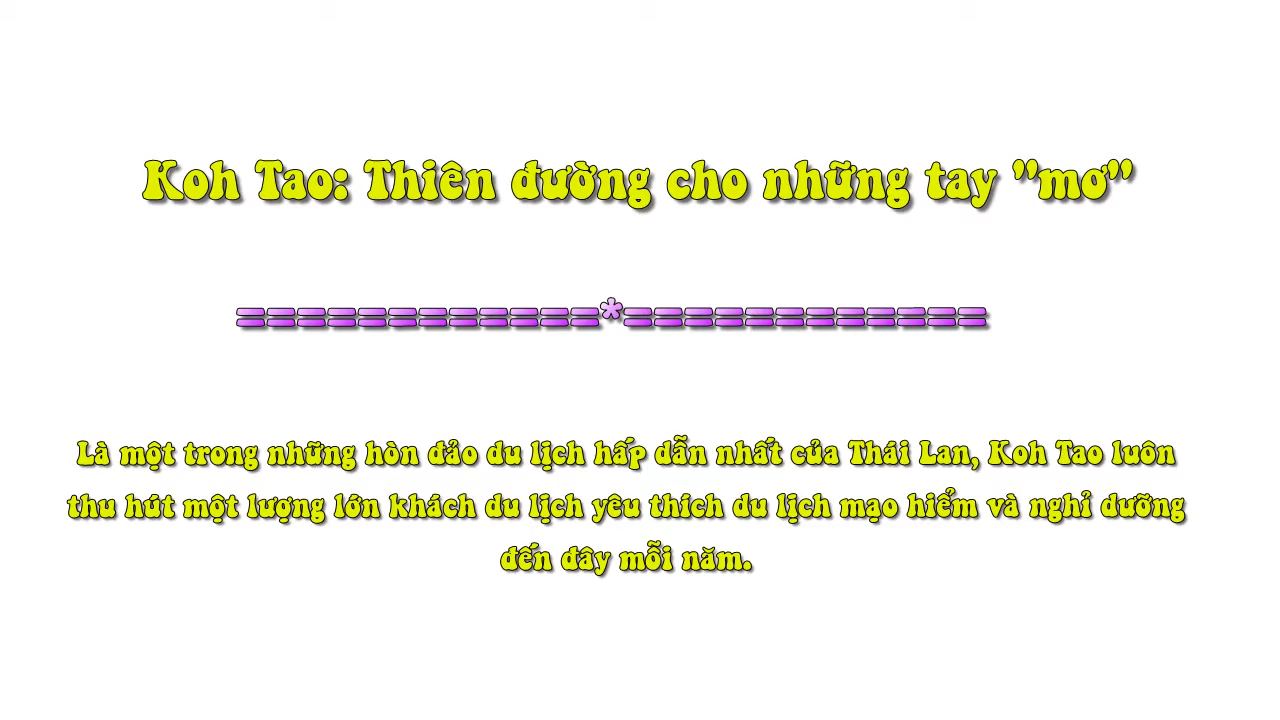 Koh Tao: Thiên đường cho những tay "mơ"
============*============
Là một trong những hòn đảo du lịch hấp dẫn nhất của Thái Lan, Koh Tao luôn
thu hút một lượng lớn khách du lịch yêu thích du lịch mạo hiểm và nghỉ dưỡng
đến đây mỗi năm.